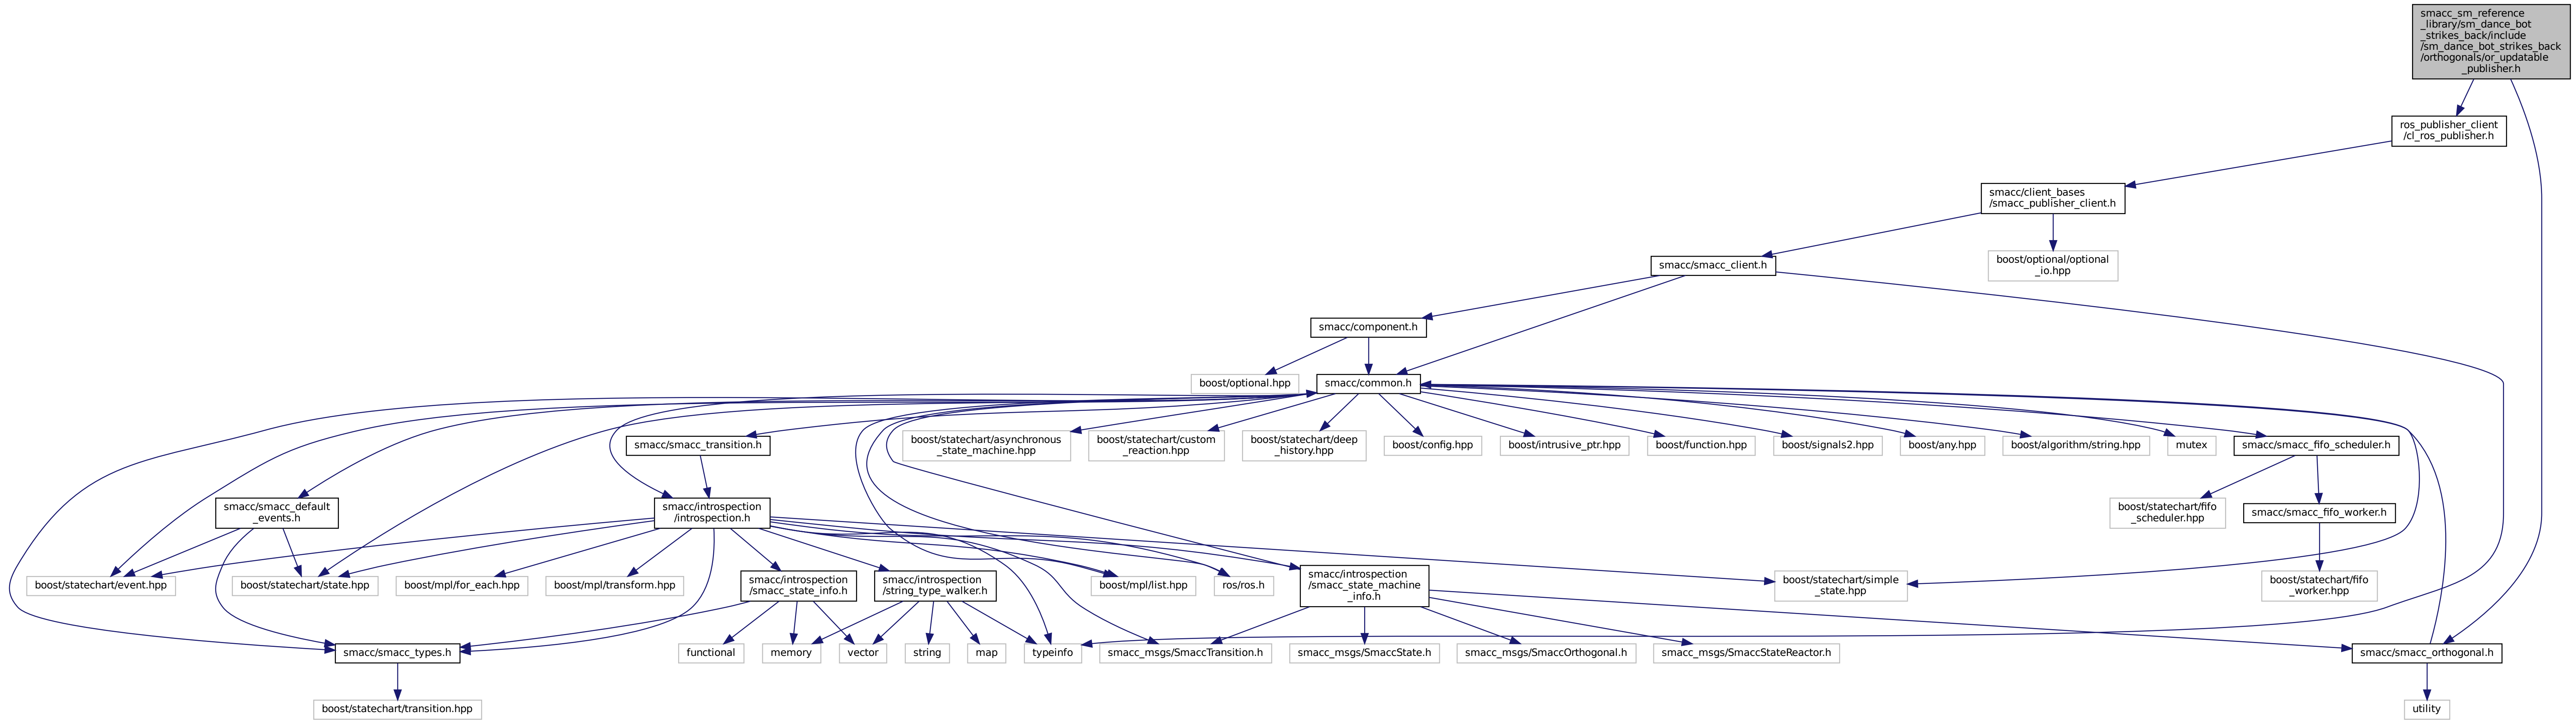 smacc_sm_reference
_library/sm_dance_bot
_strikes_back/include
/sm_dance_bot_strikes_back
/orthogonals/or_updatable
_publisher.h
ros_publisher_client
/cl_ros_publisher.h
smacc/client_bases
/smacc_publisher_client.h
smacc/smacc_client.h
boost/optional/optional
_io.hpp
smacc/component.h
boost/optional.hpp
smacc/common.h
smacc/smacc_transition.h
boost/statechart/asynchronous
_state_machine.hpp
boost/statechart/custom
_reaction.hpp
boost/statechart/deep
_history.hpp
boost/config.hpp
boost/intrusive_ptr.hpp
boost/function.hpp
boost/signals2.hpp
boost/any.hpp
boost/algorithm/string.hpp
mutex
smacc/smacc_fifo_scheduler.h
smacc/smacc_default
_events.h
smacc/introspection
/introspection.h
boost/statechart/fifo
_scheduler.hpp
smacc/smacc_fifo_worker.h
boost/statechart/event.hpp
boost/statechart/state.hpp
boost/mpl/for_each.hpp
boost/mpl/transform.hpp
smacc/introspection
/smacc_state_info.h
smacc/introspection
/string_type_walker.h
boost/mpl/list.hpp
ros/ros.h
smacc/introspection
/smacc_state_machine
_info.h
boost/statechart/simple
_state.hpp
boost/statechart/fifo
_worker.hpp
smacc/smacc_types.h
functional
memory
vector
string
map
typeinfo
smacc_msgs/SmaccTransition.h
smacc_msgs/SmaccState.h
smacc_msgs/SmaccOrthogonal.h
smacc_msgs/SmaccStateReactor.h
smacc/smacc_orthogonal.h
boost/statechart/transition.hpp
utility